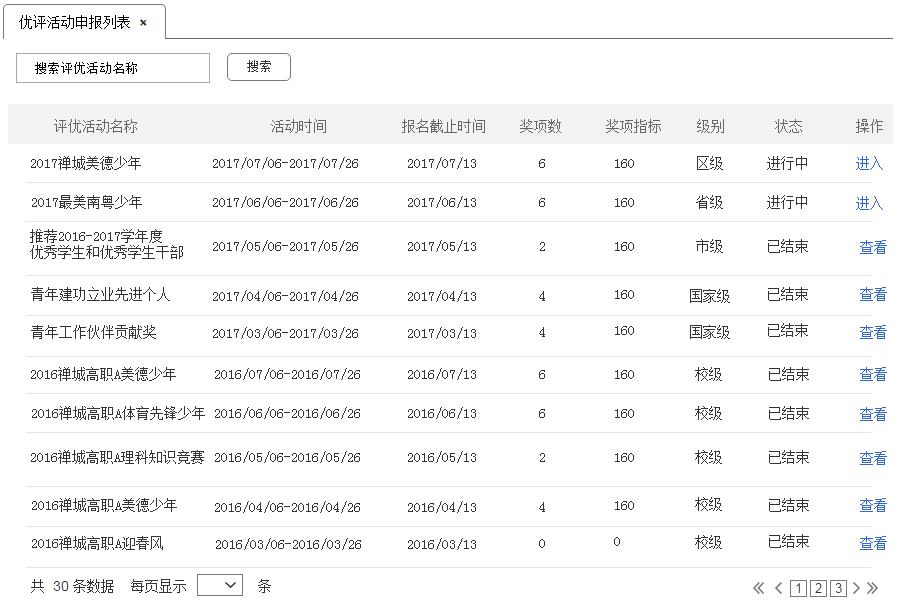 优评活动申报列表 ×
搜索评优活动名称 搜索
评优活动名称 活动时间 报名截止时间 奖项数 奖项指标 级别 状态 操作
2017禅城美德少年 2017/07/06-2017/07/26 2017/07/13 6 160 区级 进行中 进入
2017最美南粤少年 2017/06/06-2017/06/26 2017/06/13 6 160 省级 进行中 进入
推荐2016-2017学年度
优秀学生和优秀学生干部 2017/05/06-2017/05/26 2017/05/13 2 160 市级 已结束 查看
青年建功立业先进个人 2017/04/06-2017/04/26 2017/04/13 4 160 国家级 已结束 查看
青年工作伙伴贡献奖 2017/03/06-2017/03/26 2017/03/13 4 160 国家级 已结束 查看
2016禅城高职A美德少年 2016/07/06-2016/07/26 2016/07/13 6 160 校级 已结束 查看
2016禅城高职A体育先锋少年 2016/06/06-2016/06/26 2016/06/13 6 160 校级 已结束 查看
2016禅城高职A理科知识竞赛 2016/05/06-2016/05/26 2016/05/13 2 160 校级 已结束 查看
2016禅城高职A美德少年 2016/04/06-2016/04/26 2016/04/13 4 160 校级 已结束 查看
2016禅城高职A迎春风 2016/03/06-2016/03/26 2016/03/13 0 0 校级 已结束 查看
共 30 条数据 每页显示 条 « < 1 2 3 > »